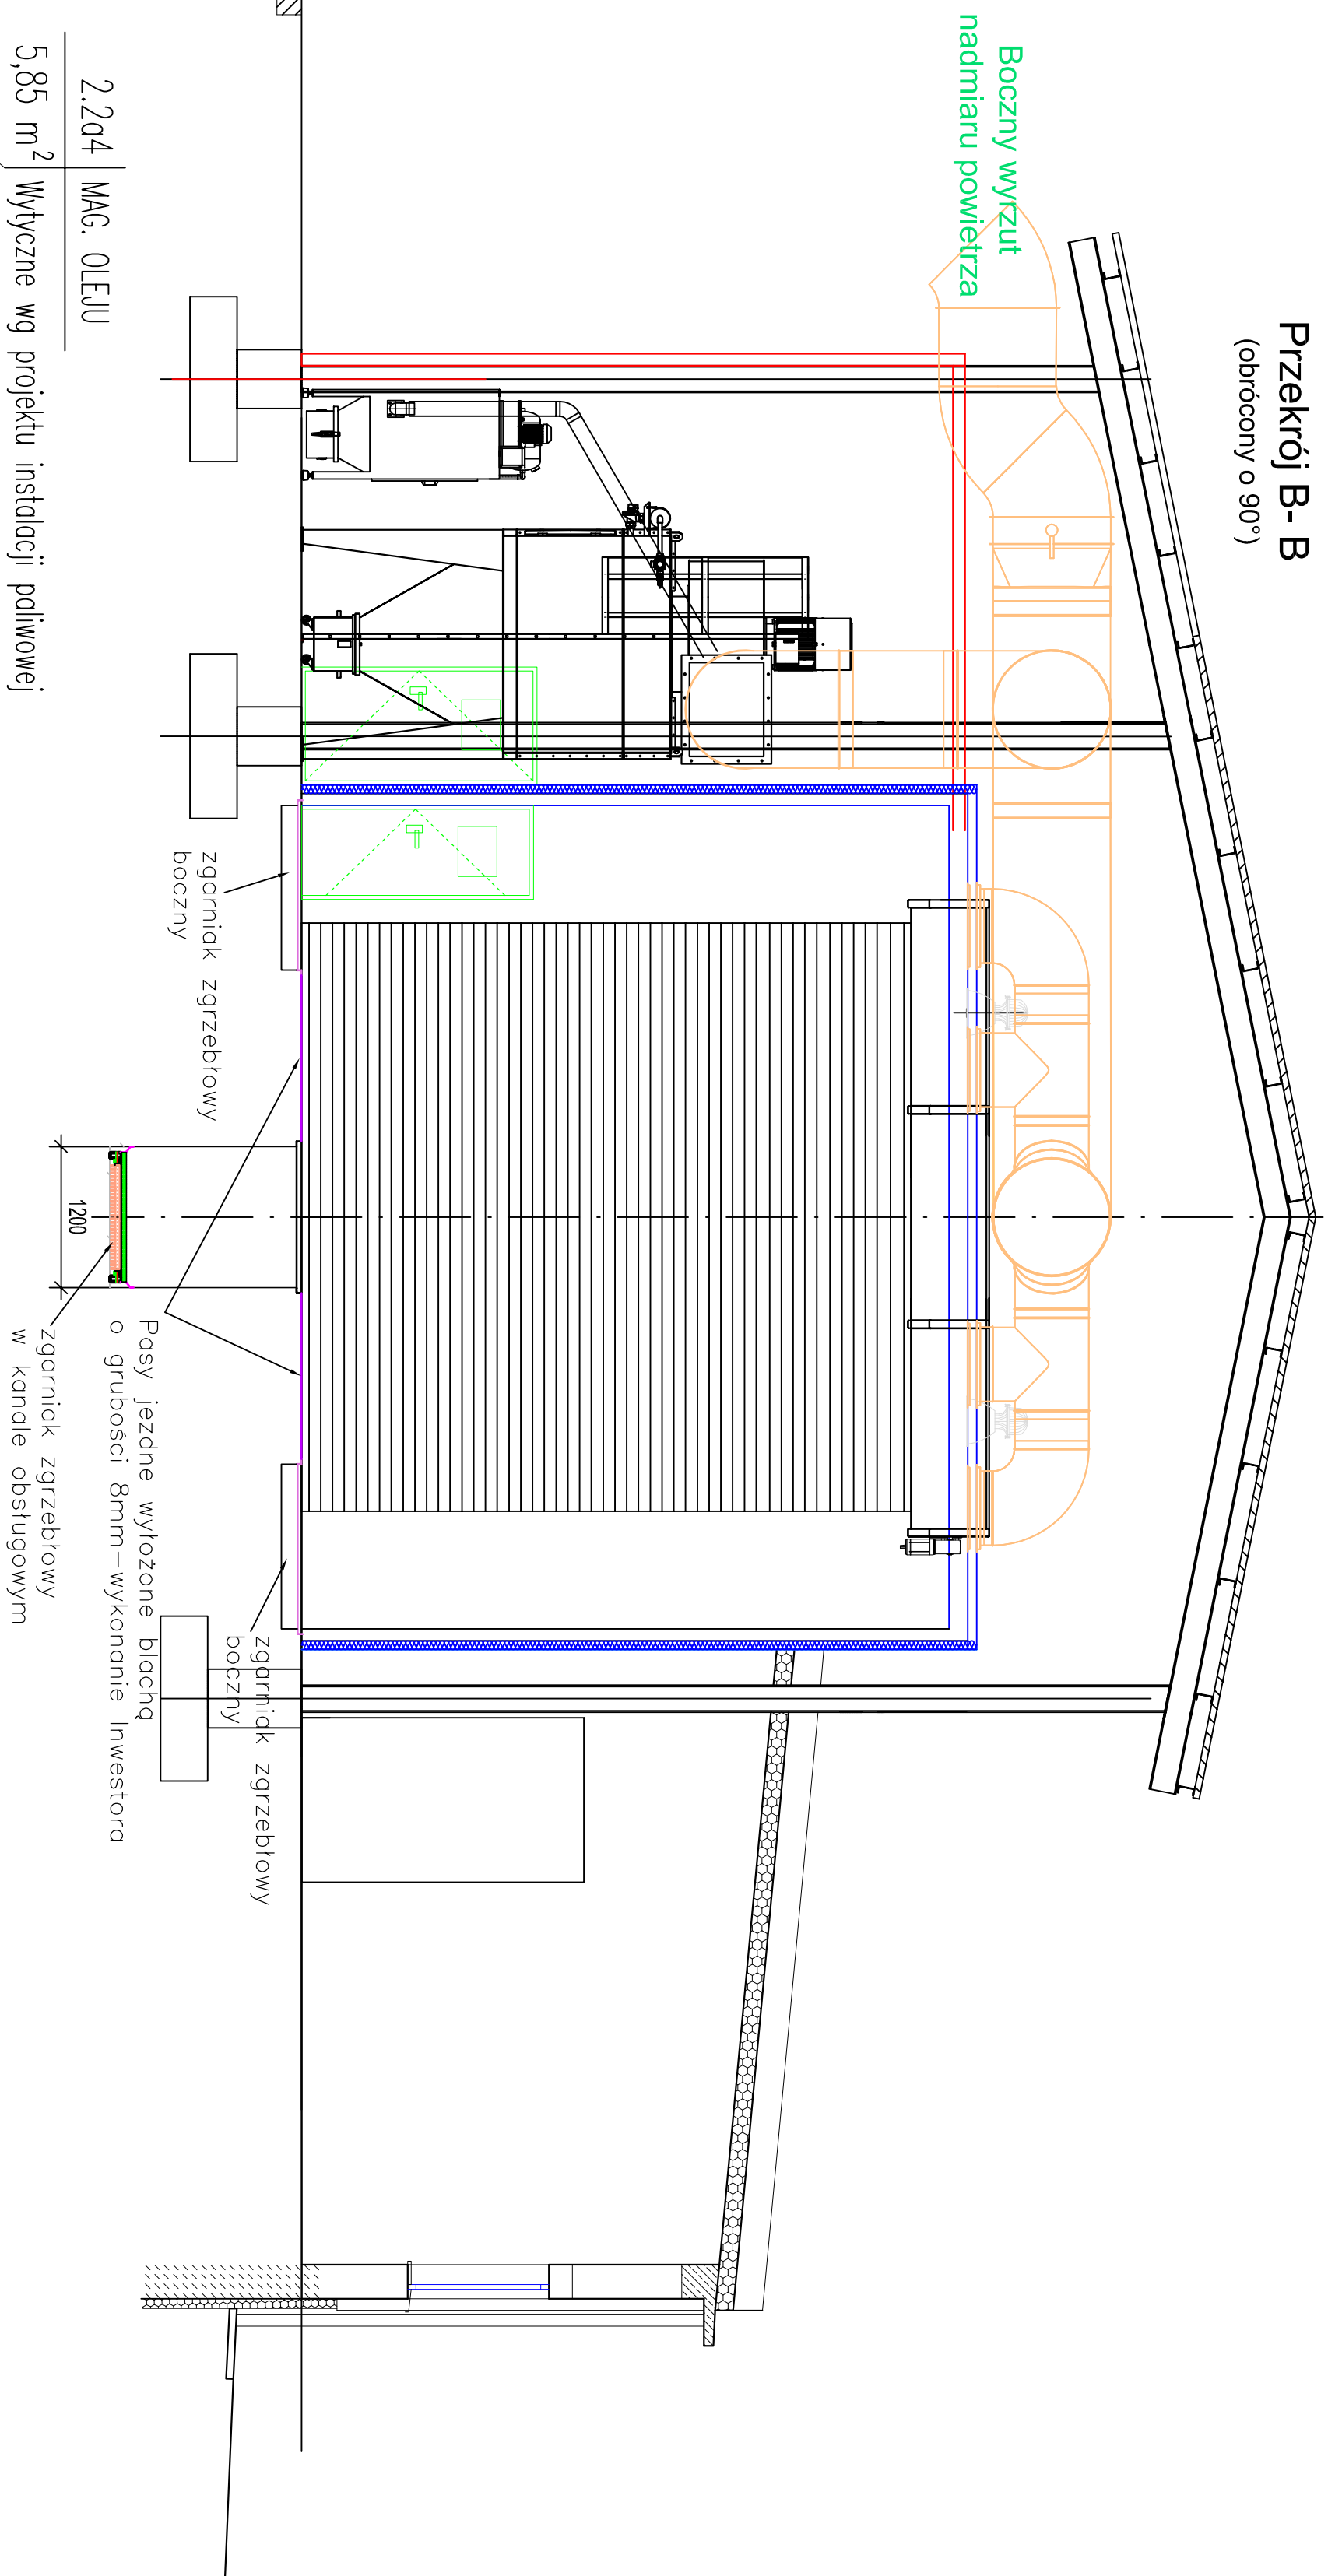 Przekrój B- B
(obrócony o 90°)
Boczny wyrzut
nadmiaru powietrza
zgarniak zgrzebłowy
boczny
zgarniak zgrzebłowy
boczny
Pasy jezdne wyłożone blachą
o grubości 8mm-wykonanie Inwestora
1200
zgarniak zgrzebłowy
w kanale obsługowym
2.2a4 MAG. OLEJU
5,85 m² Wytyczne wg projektu instalacji paliwowej